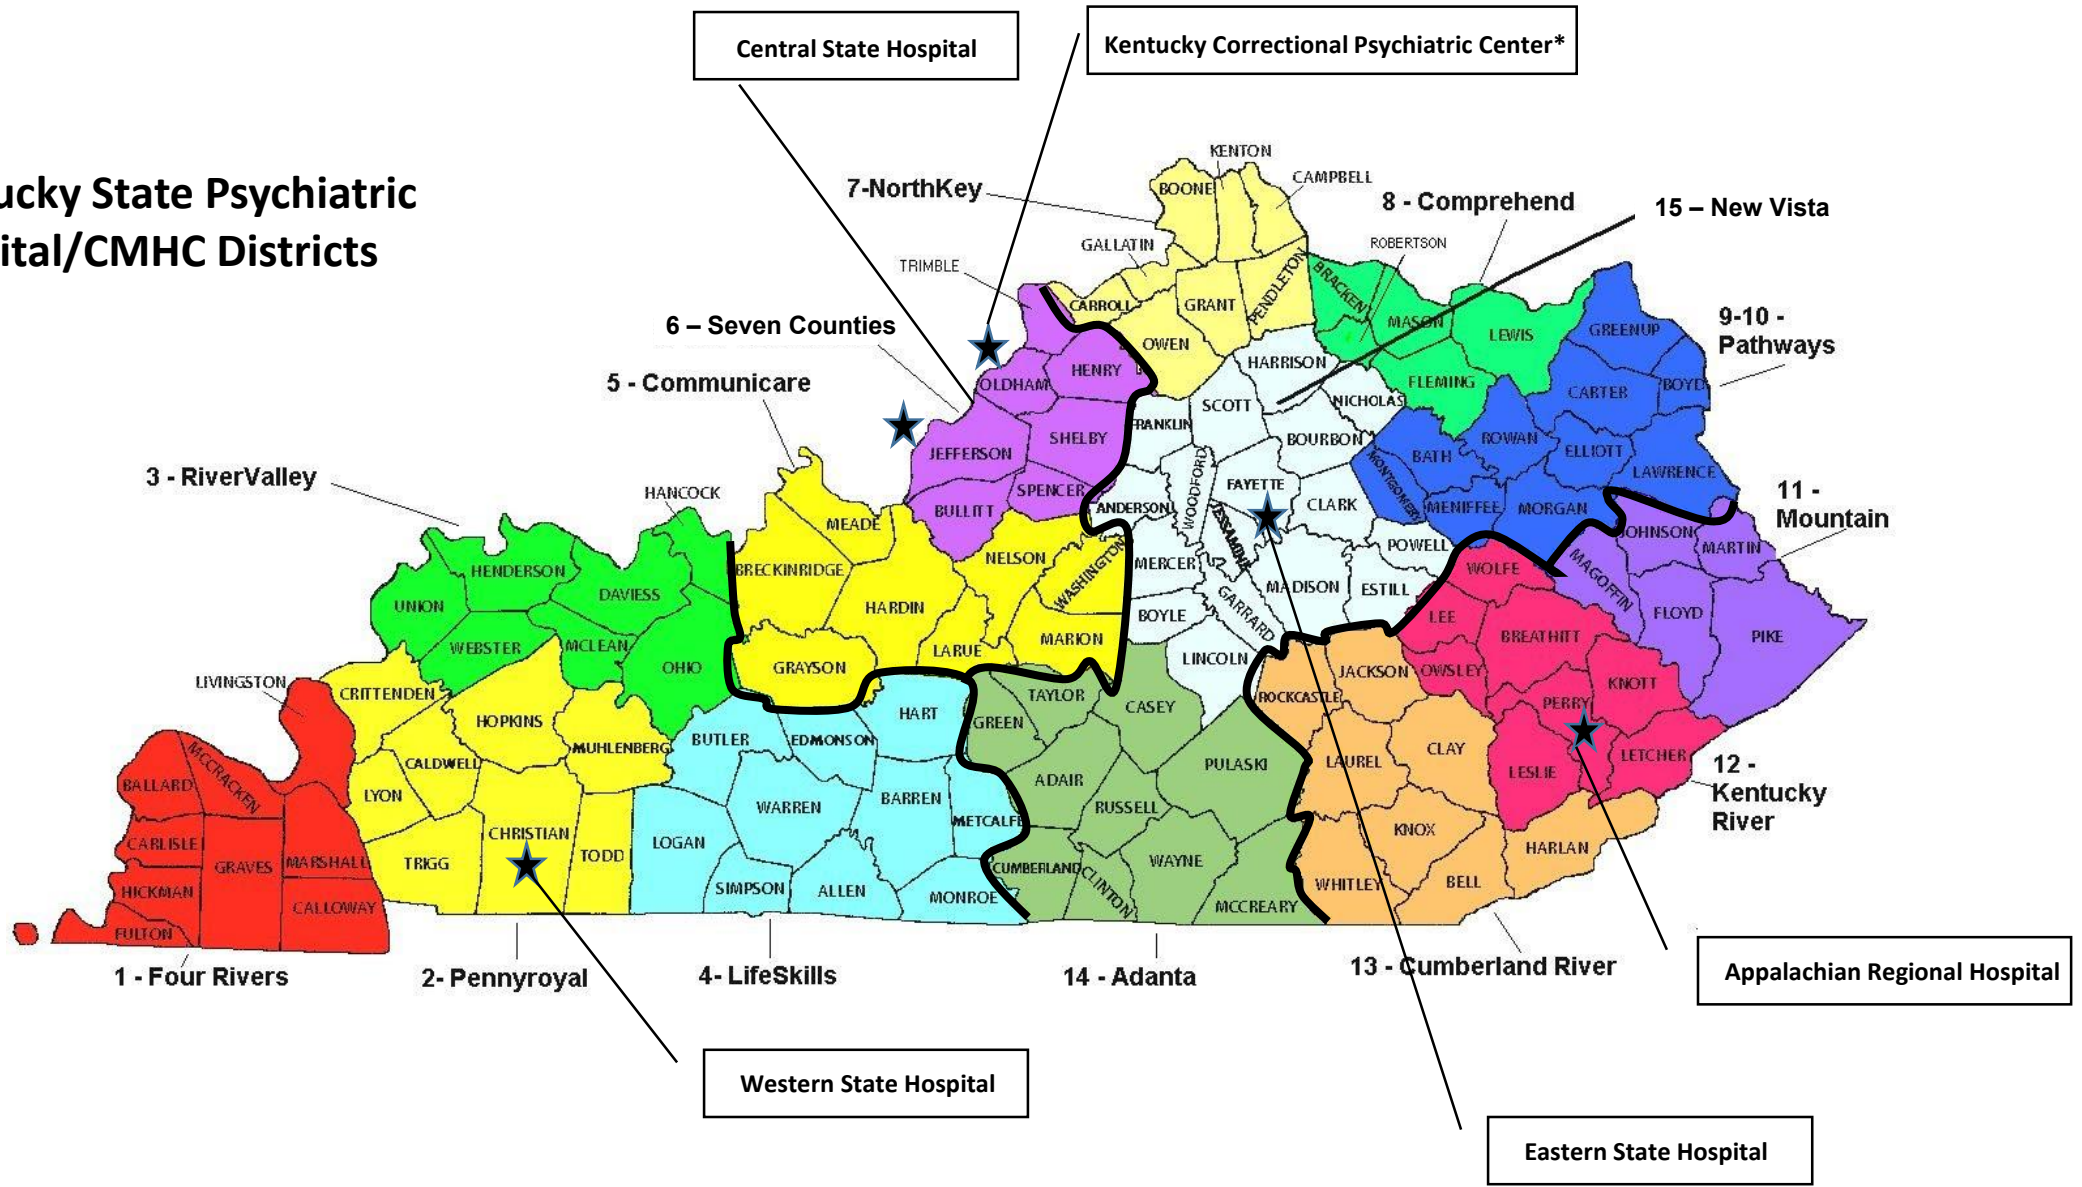 Central State Hospital
Kentucky Correctional Psychiatric Center*
ucky State Psychiatric
ital/CMHC Districts
KENTON
BOONE
CAMPBELL
7-NorthKey
8 - Comprehend
15 – New Vista
GALLATIN
ROBERTSON
TRIMBLE
PENDLETON
BRACKEN
CARROLL
GRANT
MASON
LEWIS
GREENUP
9-10 -
Pathways
6 – Seven Counties
OWEN
HARRISON
OLDHAM
HENRY
5 - Communicare
FLEMING
CARTER
BOYD
SCOTT
NICHOLAS
FRANKLIN
SHELBY
BOURBON
ROWAN
JEFFERSON
BATH
ELLIOTT
LAWRENCE
3 - RiverValley
HANCOCK
SPENCER
WOODFORD
FAYETTE
MONTGOMERY
11 -
Mountain
BULLITT
ANDERSON
CLARK
MENIFFEE
MORGAN
MEADE
JESSAMINE
JOHNSON
MARTIN
NELSON
WASHINGTON
POWELL
HENDERSON
BRECKINRIDGE
MERCER
WOLFE
MAGOFFIN
DAVIESS
MADISON
ESTILL
UNION
HARDIN
GARRARD
FLOYD
BOYLE
LEE
BREATHITT
PIKE
WEBSTER
MCLEAN
MARION
OHIO
GRAYSON
LARUE
LINCOLN
JACKSON
OWSLEY
KNOTT
LIVINGSTON
CRITTENDEN
TAYLOR
ROCKCASTLE
PERRY
HOPKINS
HART
GREEN
CASEY
BUTLER
EDMONSON
MUHLENBERG
CLAY
LETCHER
CALDWELL
PULASKI
LAUREL
LESLIE
12 -
Kentucky
River
BALLARD
MCCRACKEN
LYON
ADAIR
WARREN
BARREN
RUSSELL
METCALFE
CHRISTIAN
KNOX
CARLISLE
LOGAN
HARLAN
TODD
GRAVES
MARSHALL
TRIGG
WAYNE
CUMBERLAND
CLINTON
WHITLEY
BELL
HICKMAN
SIMPSON
ALLEN
MONROE
CALLOWAY
MCCREARY
FULTON
1 - Four Rivers
2- Pennyroyal
4- LifeSkills
14 - Adanta
13 - Cumberland River
Appalachian Regional Hospital
Western State Hospital
Eastern State Hospital